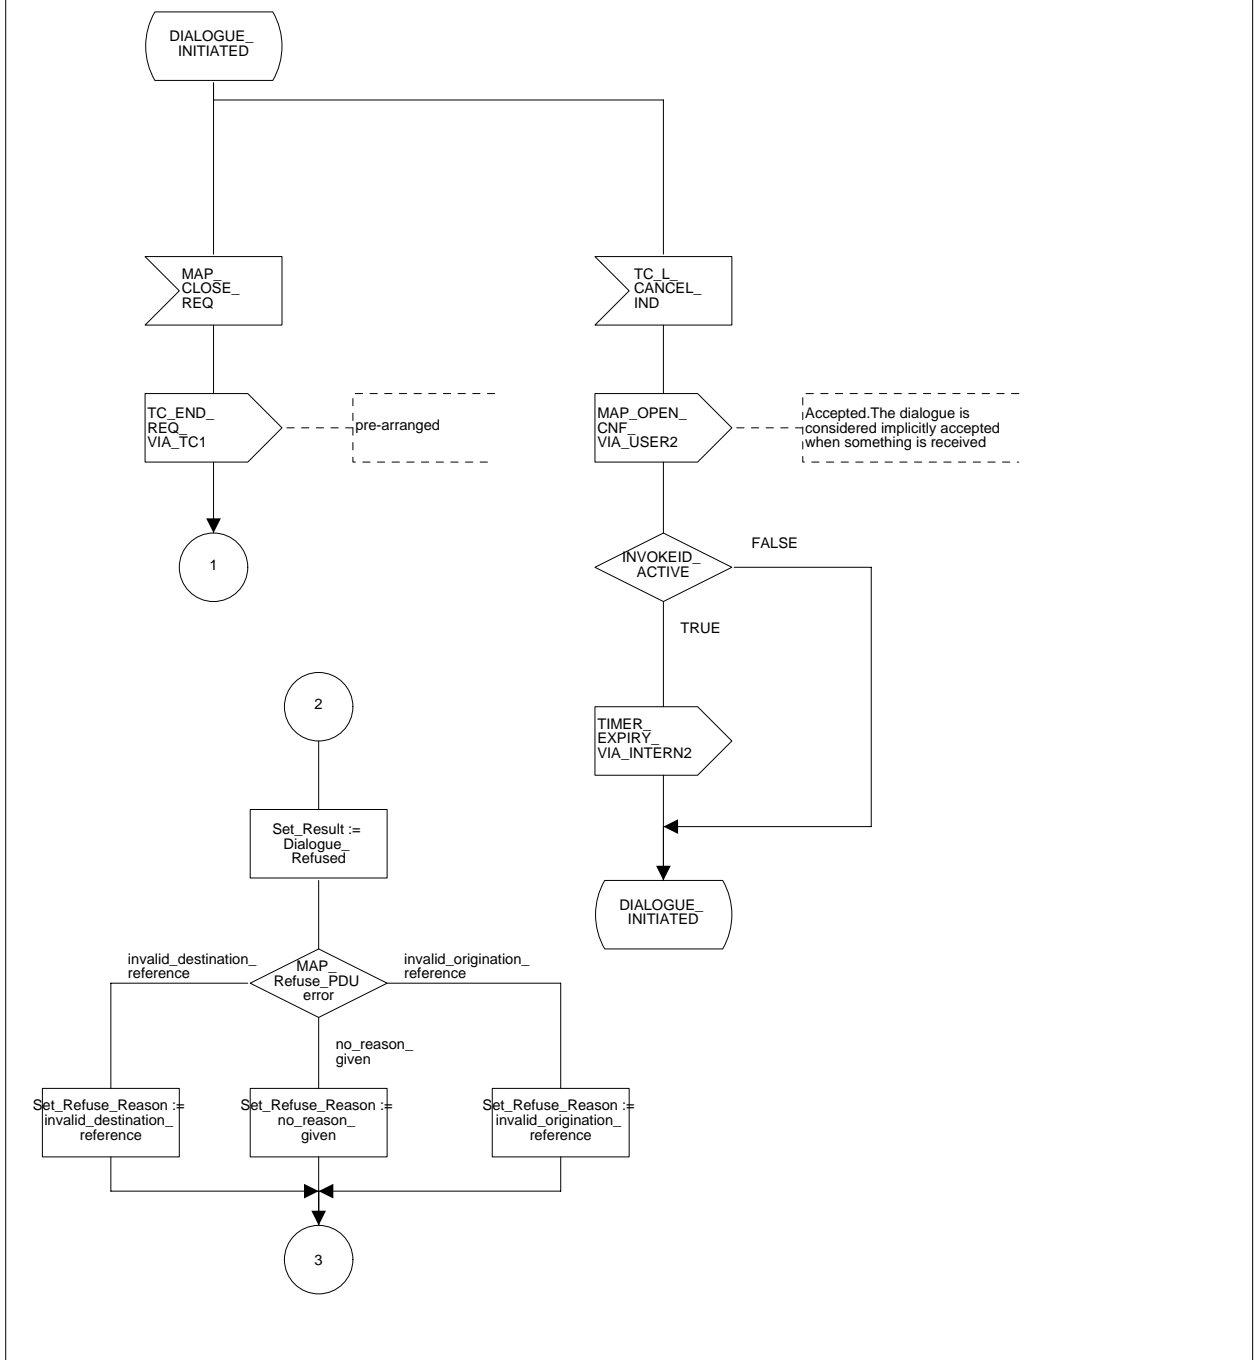 DIALOGUE_
INITIATED
MAP_
CLOSE_
REQ
TC_L_
CANCEL_
IND
TC_END_
REQ_
VIA_TC1
pre-arranged
MAP_OPEN_
CNF_
VIA_USER2
Accepted.The dialogue is
considered implicitly accepted
when something is received
1
INVOKEID_
ACTIVE
FALSE
TRUE
2
TIMER_
EXPIRY_
VIA_INTERN2
Set_Result :=
Dialogue_
Refused
DIALOGUE_
INITIATED
invalid_destination_
reference
MAP_
Refuse_PDU
error
invalid_origination_
reference
no_reason_
given
Set_Refuse_Reason :=
invalid_destination_
reference
Set_Refuse_Reason :=
no_reason_
given
Set_Refuse_Reason :=
invalid_origination_
reference
3